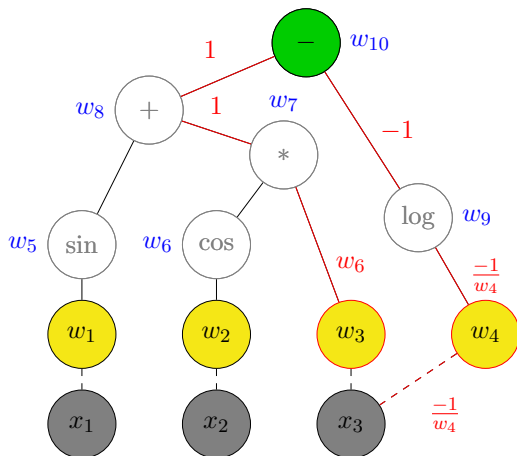 1
−
w₁₀
w₈
+
1
w₇
*
−1
w₅
sin
w₆
cos
log
w₉
w₆
−1/w₄
w₁
w₂
w₃
w₄
x₁
x₂
x₃
−1/w₄